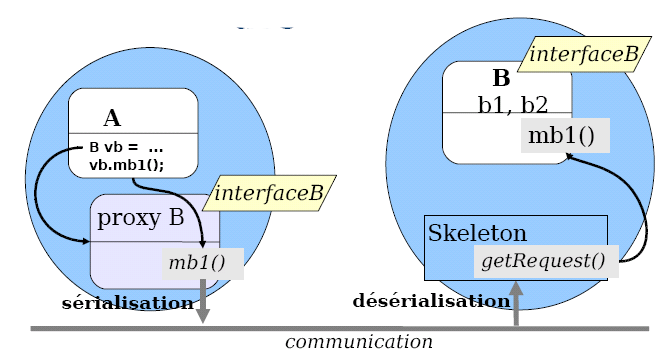 A
B vb = ...
vb.mb1();
interfaceB
proxy B
mb1()
sérialisation
interfaceB
B
b1, b2
mb1()
Skeleton
getRequest()
désérialisation
communication